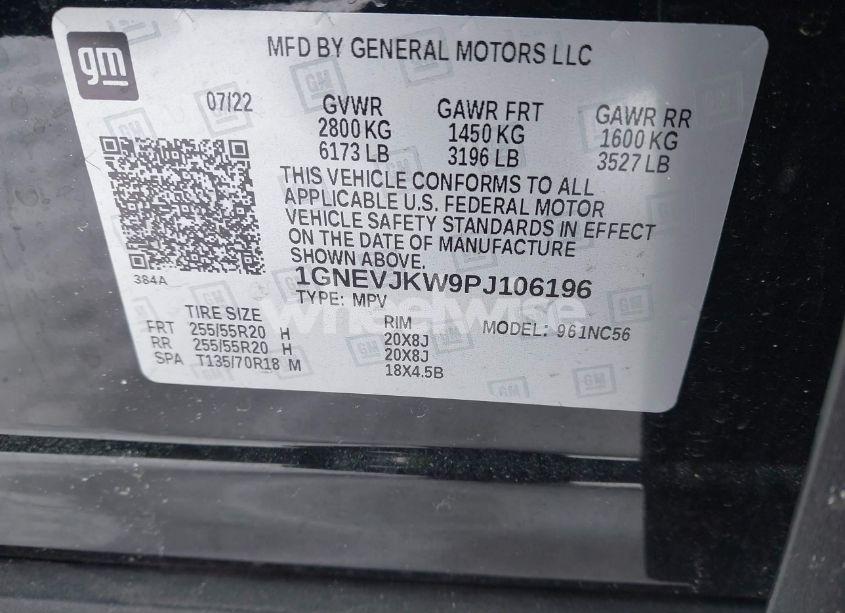 gm
MFD BY GENERAL MOTORS LLC
07/22
GVWR
2800 KG
6173 LB
GAWR FRT
1450 KG
3196 LB
GAWR RR
1600 KG
3527 LB
THIS VEHICLE CONFORMS TO ALL
APPLICABLE U.S. FEDERAL MOTOR
VEHICLE SAFETY STANDARDS IN EFFECT
ON THE DATE OF MANUFACTURE
SHOWN ABOVE.
384A
1GNEVJKW9PJ106196
TYPE: MPV
wheelwise
MODEL: 961NC56
TIRE SIZE
FRT 255/55R20 H
RR 255/55R20 H
SPA T135/70R18 M
RIM
20X8J
20X8J
18X4.5B